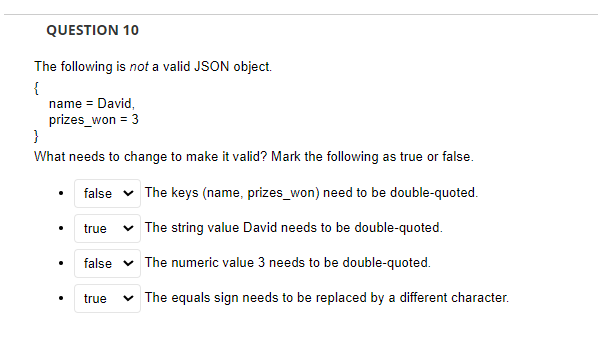 QUESTION 10
The following is not a valid JSON object.
{
name = David,
prizes_won = 3
}
What needs to change to make it valid? Mark the following as true or false.
• false The keys (name, prizes_won) need to be double-quoted.
• true The string value David needs to be double-quoted.
• false The numeric value 3 needs to be double-quoted.
• true The equals sign needs to be replaced by a different character.